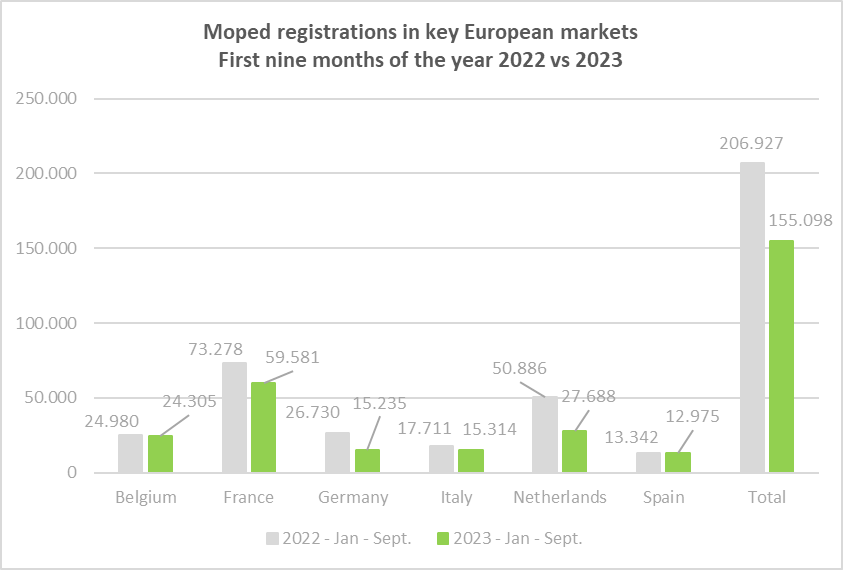 Moped registrations in key European markets
First nine months of the year 2022 vs 2023
250.000
200.000
150.000
100.000
50.000
0
24.980
24.305
73.278
59.581
26.730
15.235
17.711
15.314
50.886
27.688
13.342
12.975
206.927
155.098
Belgium
France
Germany
Italy
Netherlands
Spain
Total
2022 - Jan - Sept.
2023 - Jan - Sept.